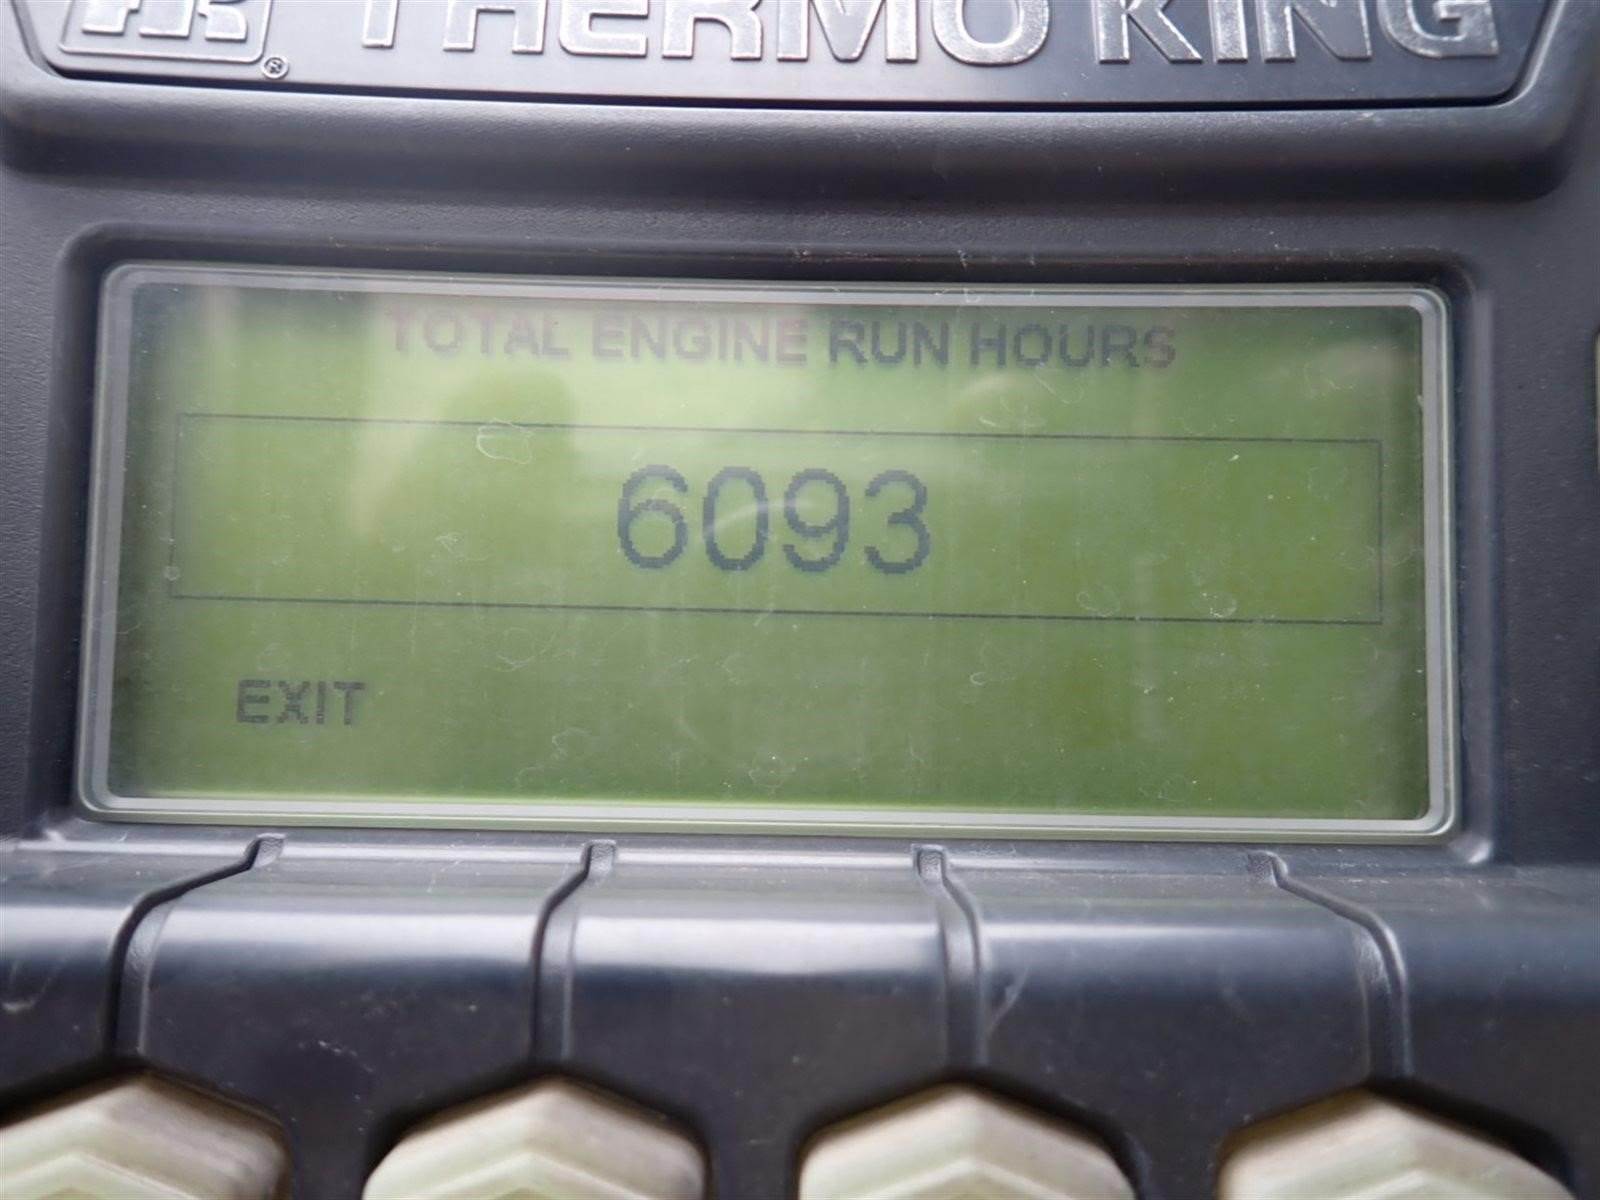 THERMO KING
®
TOTAL ENGINE RUN HOURS
6093
EXIT